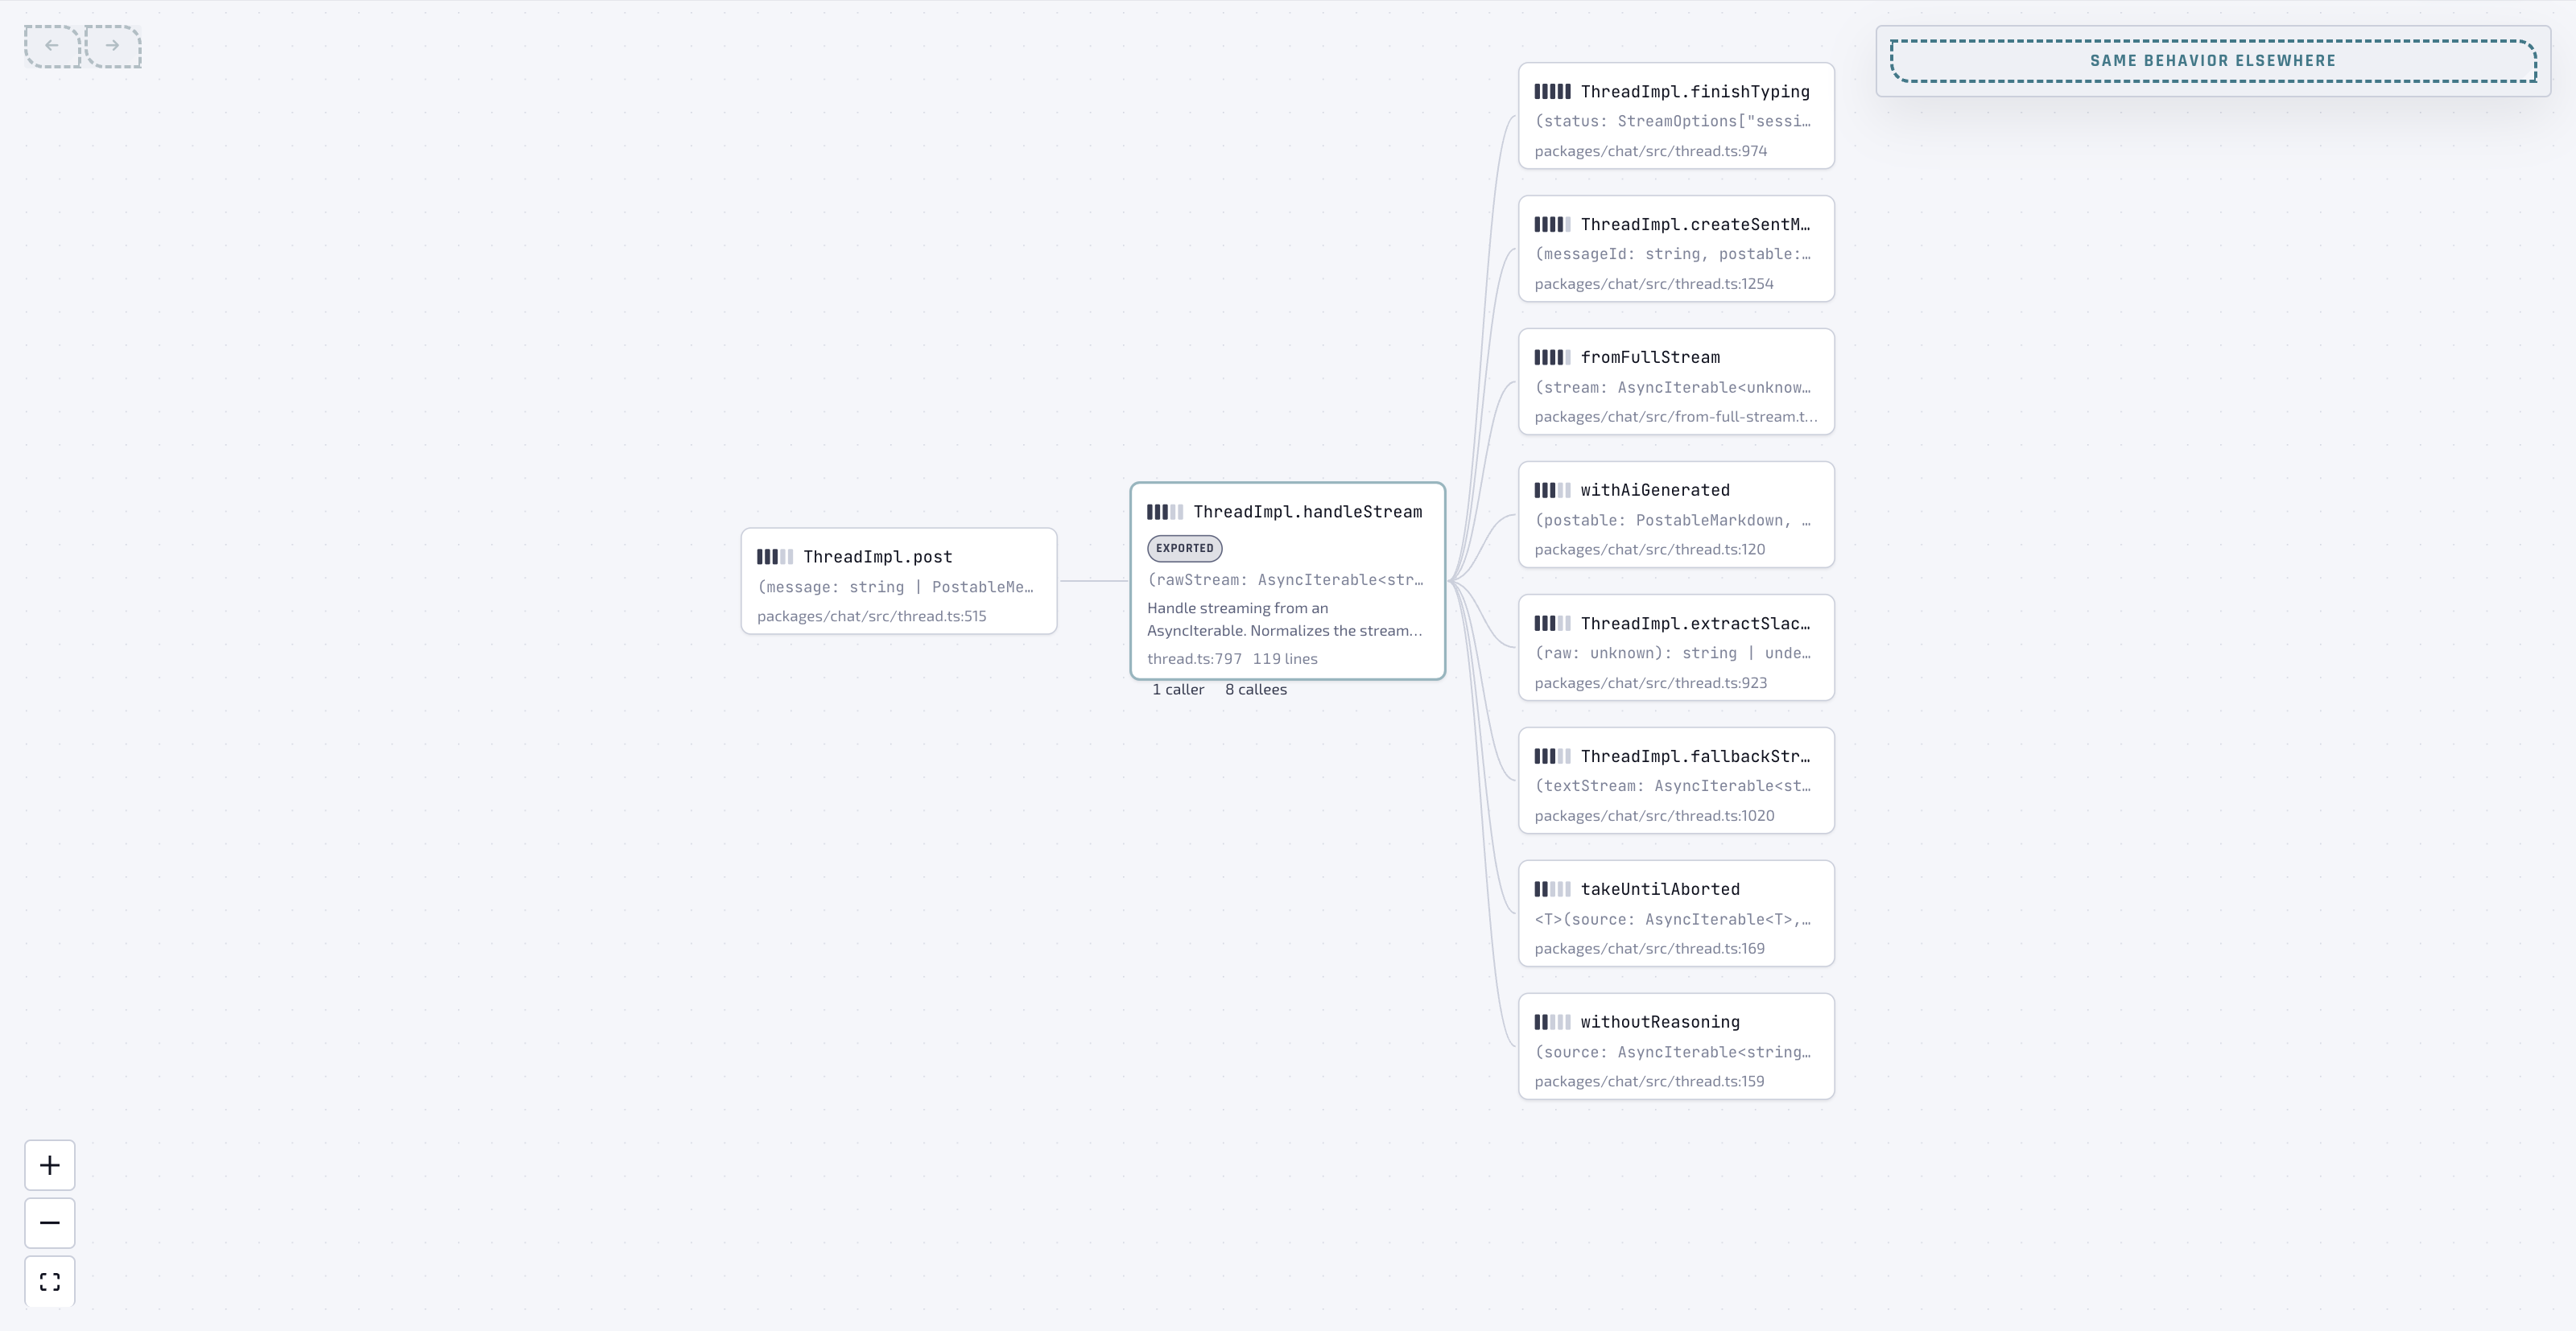 SAME BEHAVIOR ELSEWHERE
ThreadImpl.post
(message: string | PostableMe…
packages/chat/src/thread.ts:515
ThreadImpl.handleStream
EXPORTED
(rawStream: AsyncIterable<str…
Handle streaming from an
AsyncIterable. Normalizes the stream…
thread.ts:797 119 lines
1 caller 8 callees
ThreadImpl.finishTyping
(status: StreamOptions["sessi…
packages/chat/src/thread.ts:974
ThreadImpl.createSentM…
(messageId: string, postable:…
packages/chat/src/thread.ts:1254
fromFullStream
(stream: AsyncIterable<unknow…
packages/chat/src/from-full-stream.t…
withAiGenerated
(postable: PostableMarkdown, …
packages/chat/src/thread.ts:120
ThreadImpl.extractSlac…
(raw: unknown): string | unde…
packages/chat/src/thread.ts:923
ThreadImpl.fallbackStr…
(textStream: AsyncIterable<st…
packages/chat/src/thread.ts:1020
takeUntilAborted
<T>(source: AsyncIterable<T>,…
packages/chat/src/thread.ts:169
withoutReasoning
(source: AsyncIterable<string…
packages/chat/src/thread.ts:159